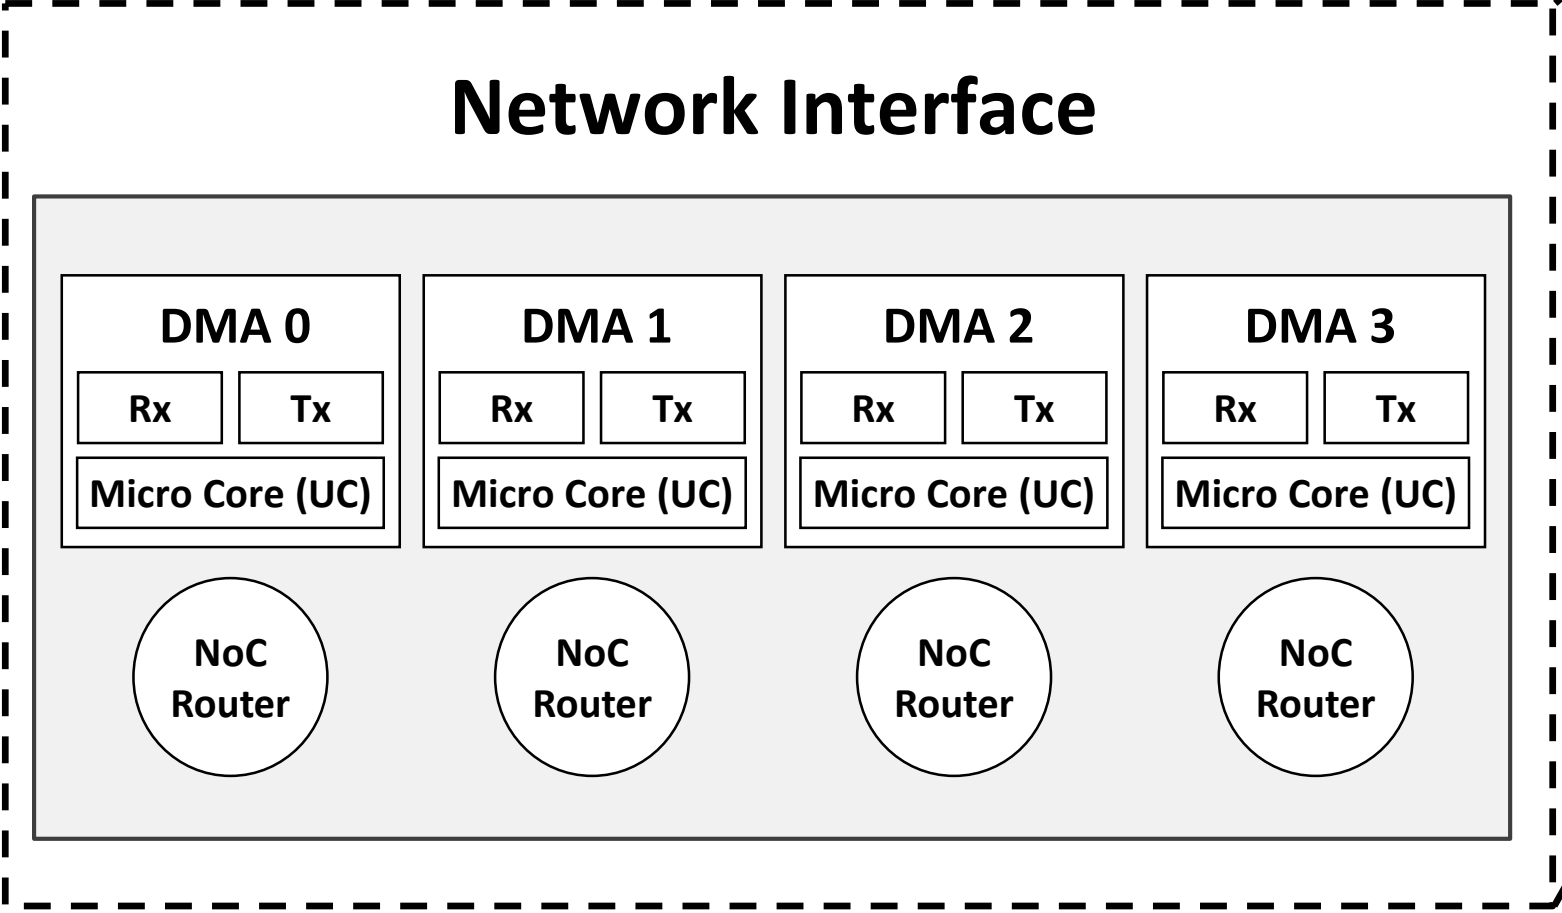 Network Interface
DMA 0
Rx
Tx
Micro Core (UC)
NoC
Router
DMA 1
Rx
Tx
Micro Core (UC)
NoC
Router
DMA 2
Rx
Tx
Micro Core (UC)
NoC
Router
DMA 3
Rx
Tx
Micro Core (UC)
NoC
Router